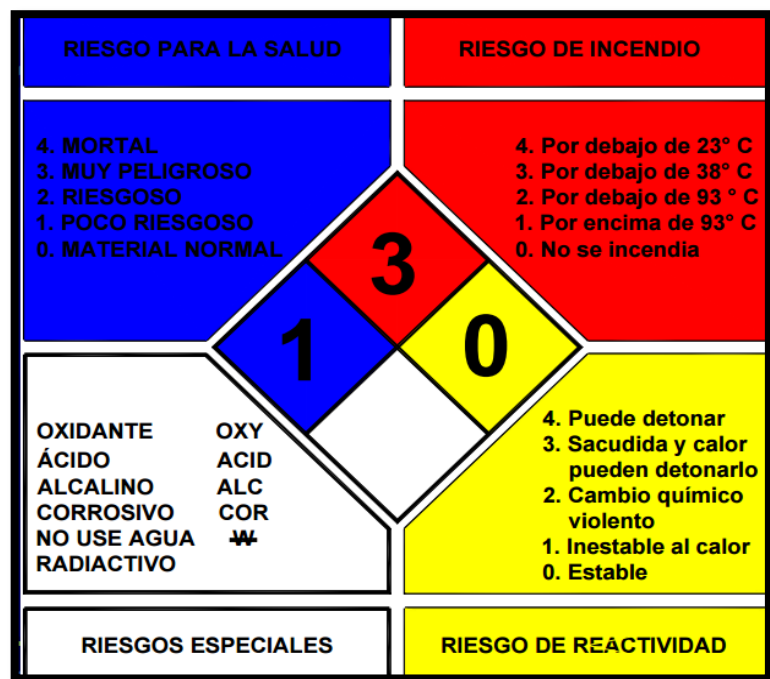 RIESGO PARA LA SALUD
RIESGO DE INCENDIO
4. MORTAL
3. MUY PELIGROSO
2. RIESGOSO
1. POCO RIESGOSO
0. MATERIAL NORMAL
4. Por debajo de 23° C
3. Por debajo de 38° C
2. Por debajo de 93 ° C
1. Por encima de 93° C
0. No se incendia
3
1
0
OXIDANTE OXY
ÁCIDO ACID
ALCALINO ALC
CORROSIVO COR
NO USE AGUA W
RADIACTIVO
4. Puede detonar
3. Sacudida y calor
pueden detonarlo
2. Cambio químico
violento
1. Inestable al calor
0. Estable
RIESGOS ESPECIALES
RIESGO DE REACTIVIDAD